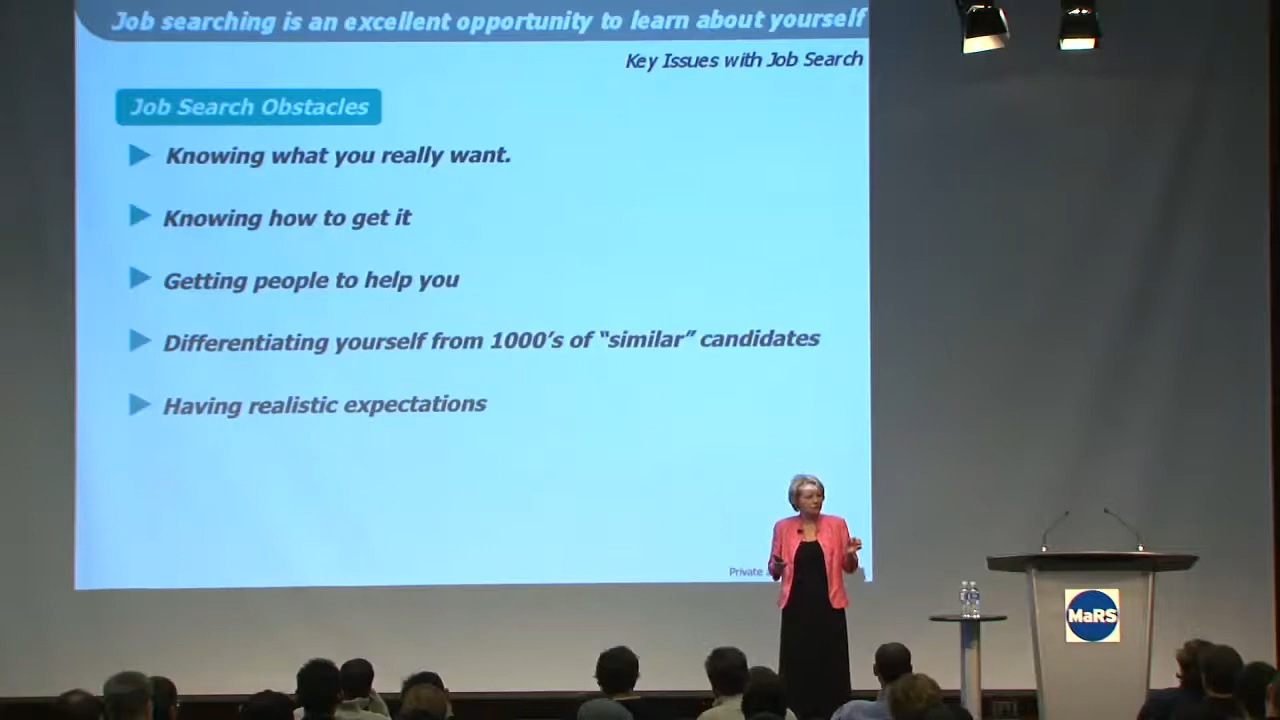 Job searching is an excellent opportunity to learn about yourself
Key Issues with Job Search
Job Search Obstacles
Knowing what you really want.
Knowing how to get it
Getting people to help you
Differentiating yourself from 1000's of “similar” candidates
Having realistic expectations
Private
MaRS